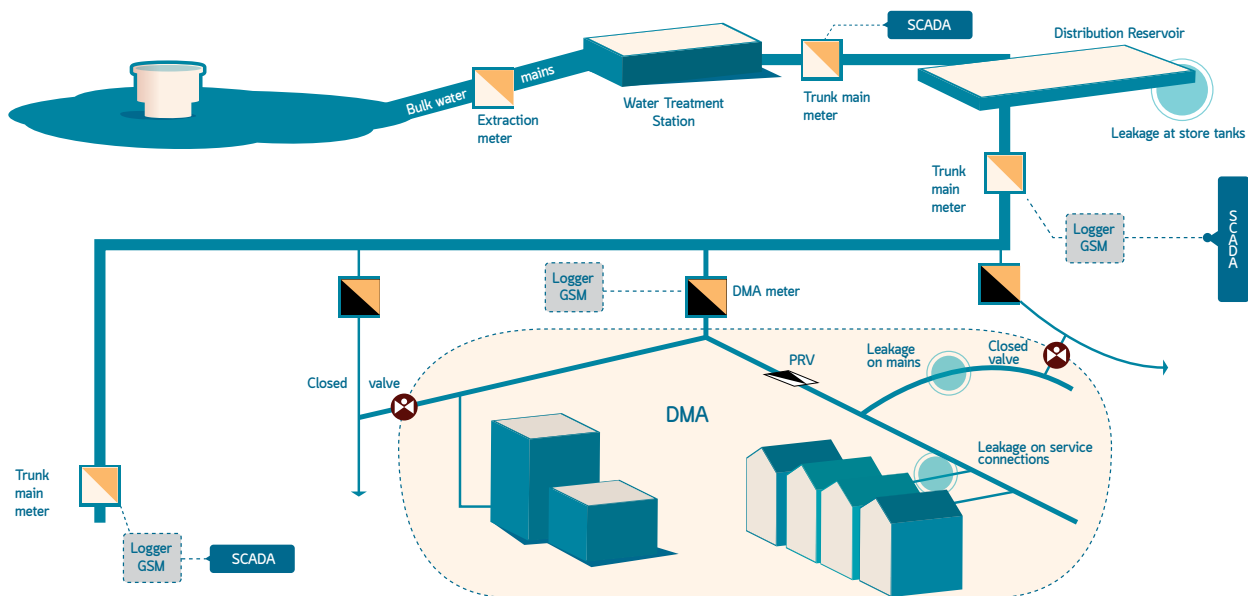 SCADA
Distribution Reservoir
Bulk water mains
Extraction
meter
Water Treatment
Station
Trunk main
meter
Leakage at store tanks
Trunk
main
meter
Logger
GSM
SCADA
Logger
GSM
DMA meter
Closed valve
PRV
Leakage
on mains
Closed
valve
DMA
Leakage on service
connections
Trunk
main
meter
Logger
GSM
SCADA